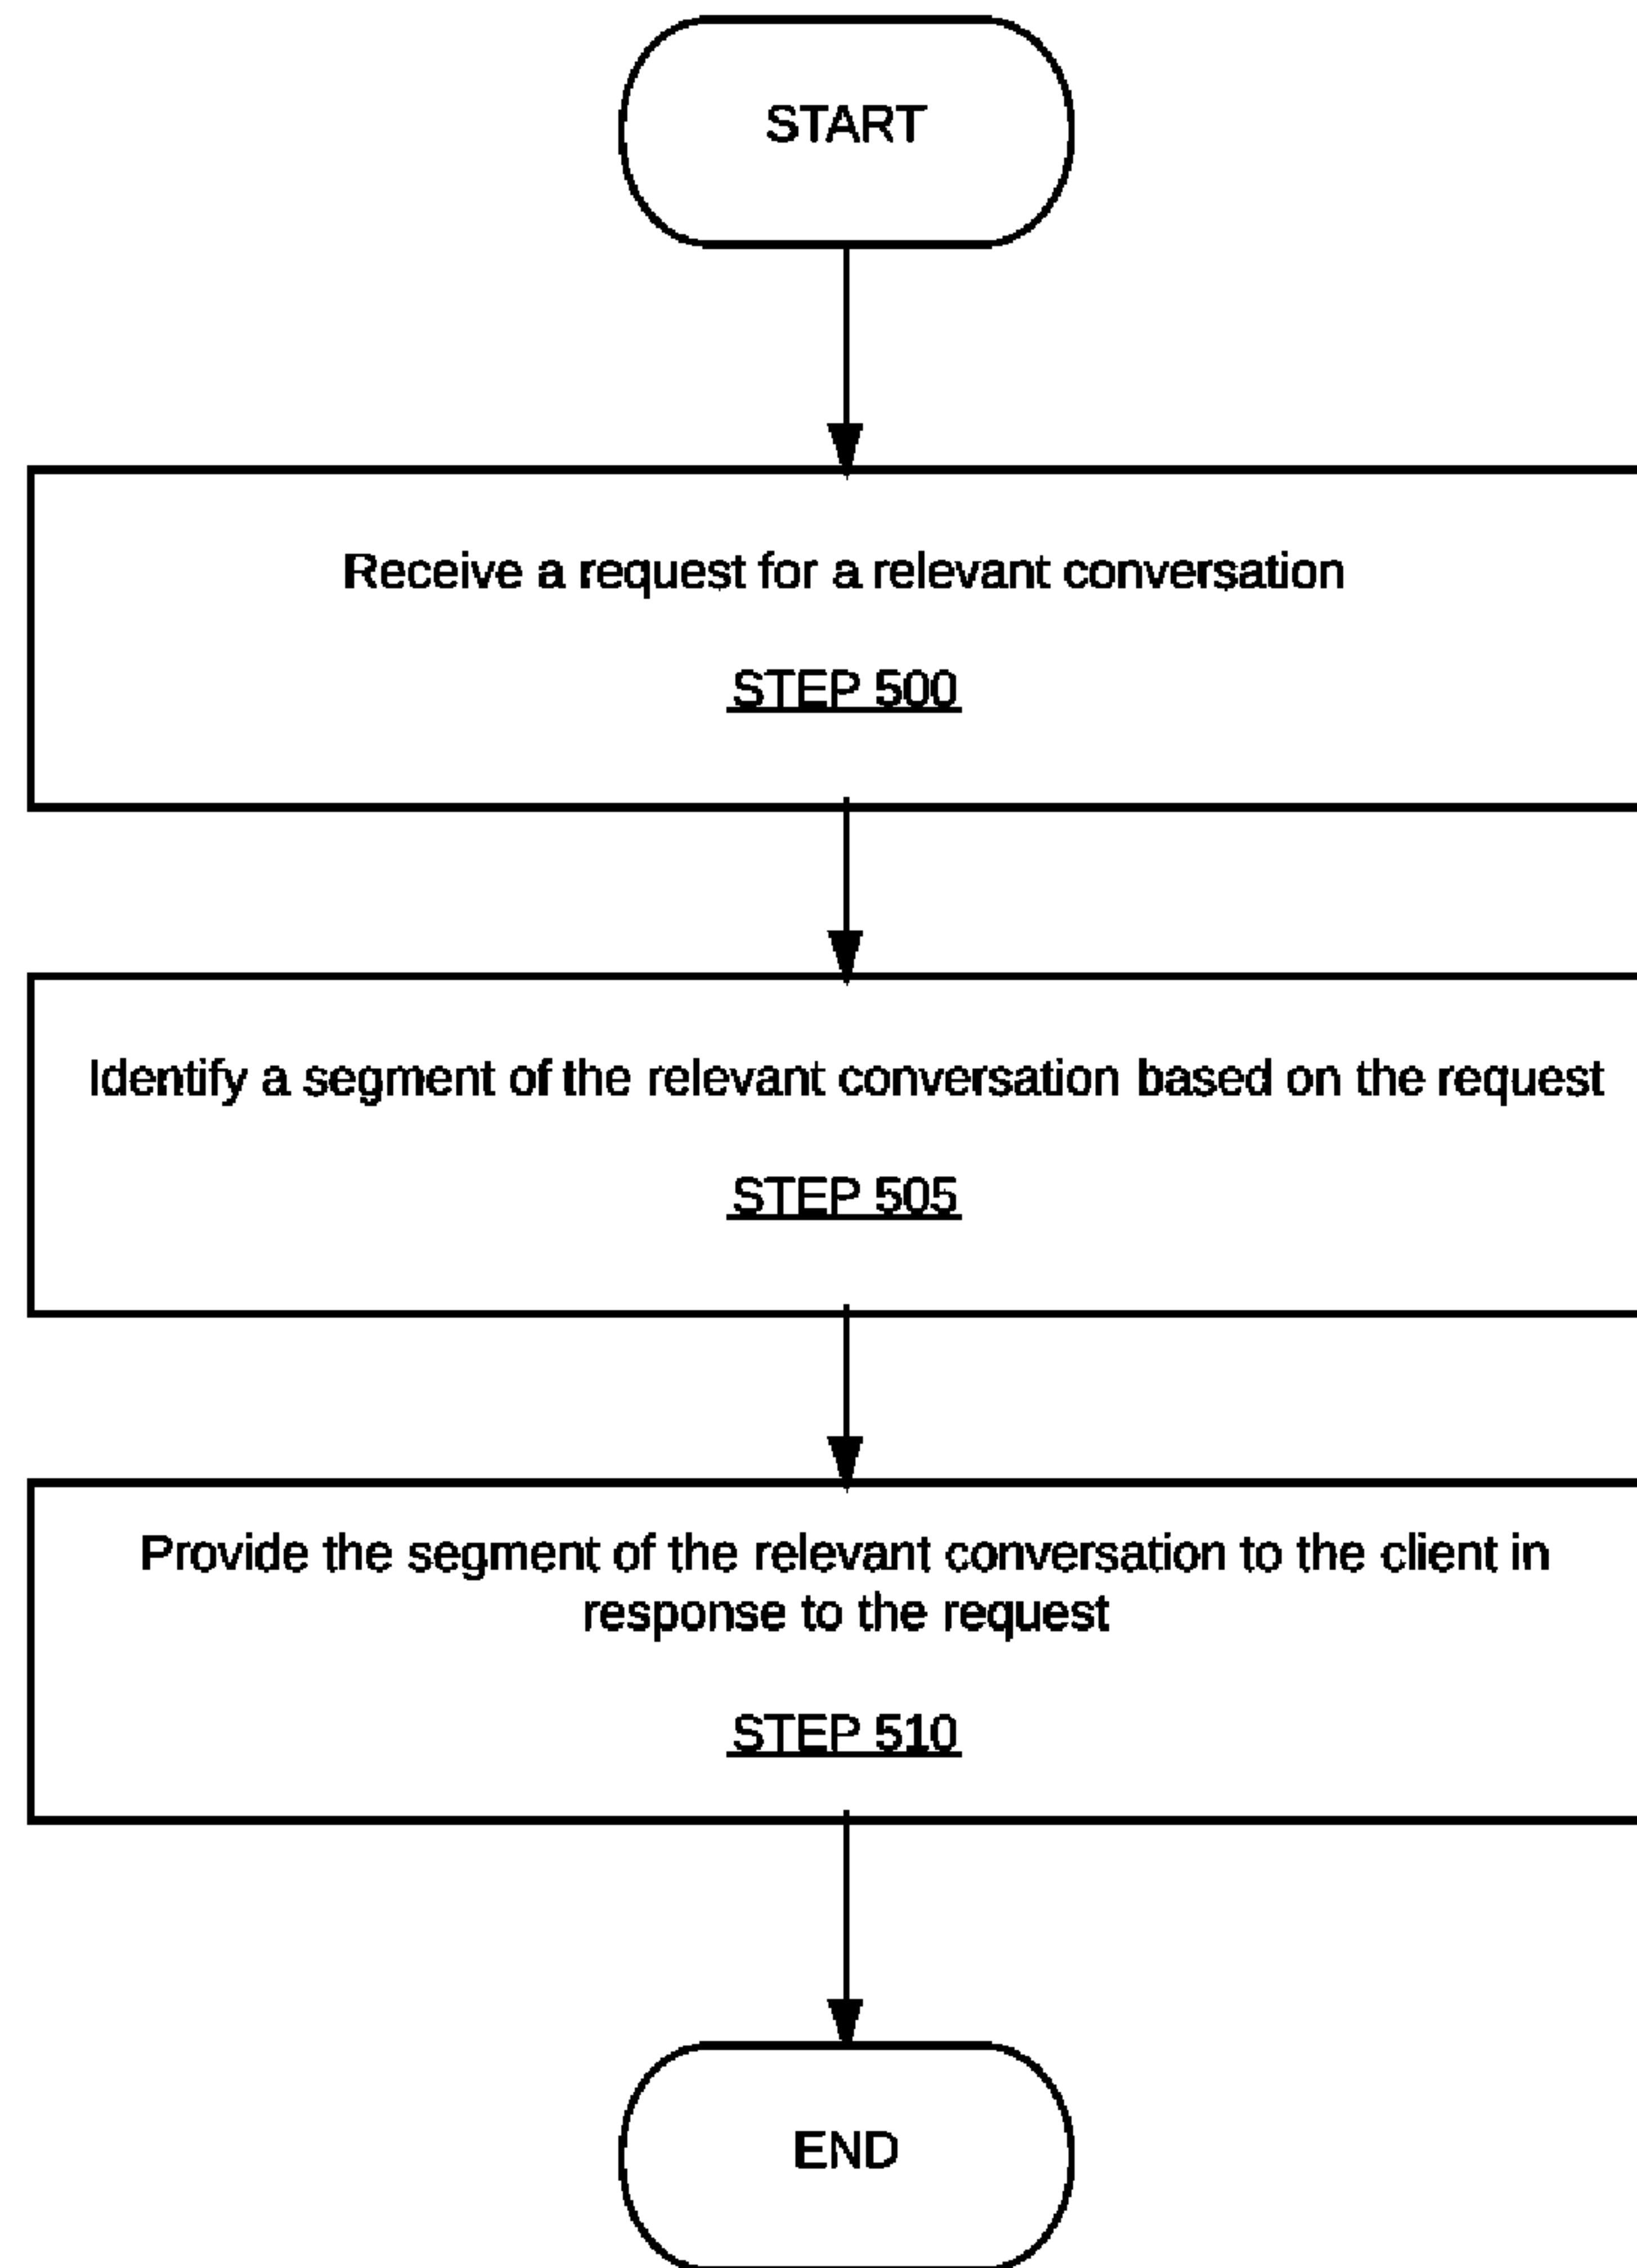 START
Receive a request for a relevant conversation
STEP 500
Identify a segment of the relevant conversation based on the request
STEP 505
Provide the segment of the relevant conversation to the client in
response to the request
STEP 510
END